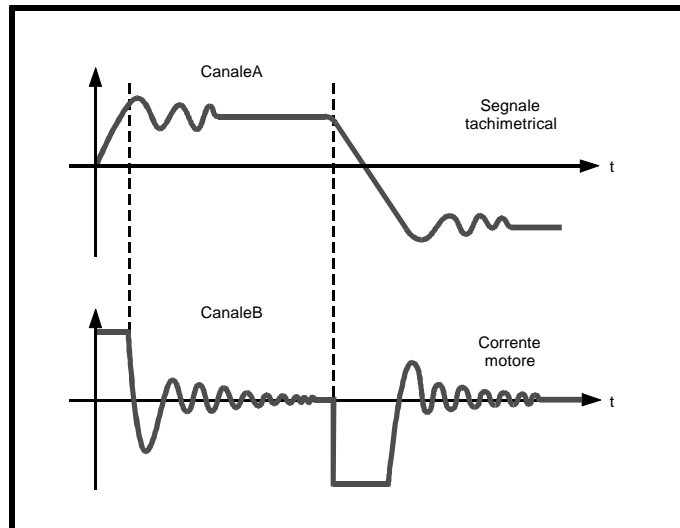 CanaleA
Segnale
tachimetrical
t
CanaleB
Corrente
motore
t